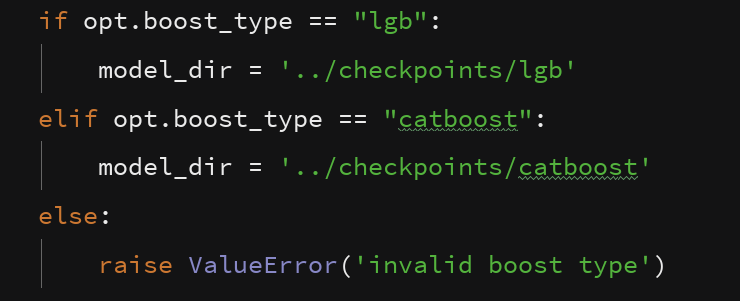 if opt.boost_type == "lgb":
    model_dir = '../checkpoints/lgb'
elif opt.boost_type == "catboost":
    model_dir = '../checkpoints/catboost'
else:
    raise ValueError('invalid boost type')